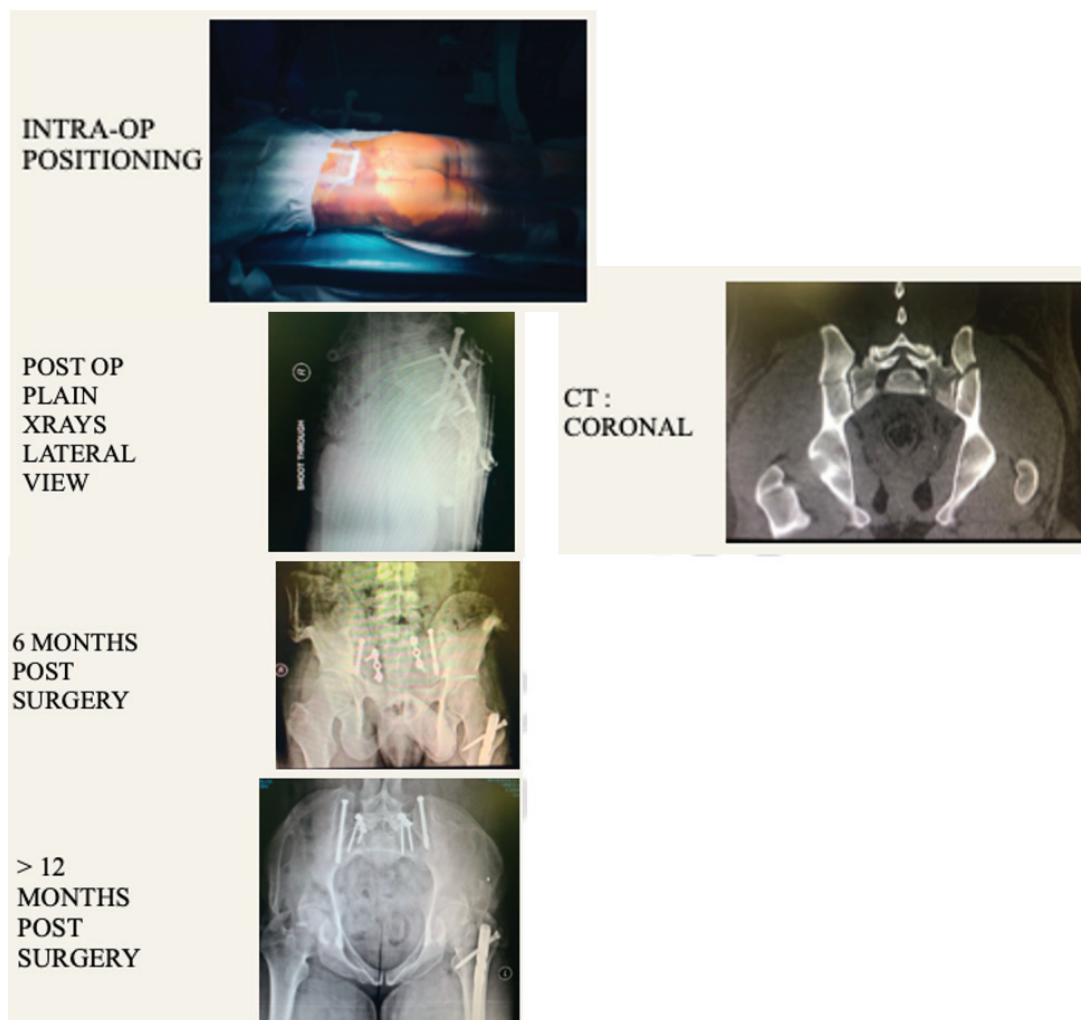 INTRA-OP
POSITIONING
POST OP
PLAIN
XRAYS
LATERAL
VIEW
R
SHOOT THROUGH
CT :
CORONAL
6 MONTHS
POST
SURGERY
> 12
MONTHS
POST
SURGERY
L